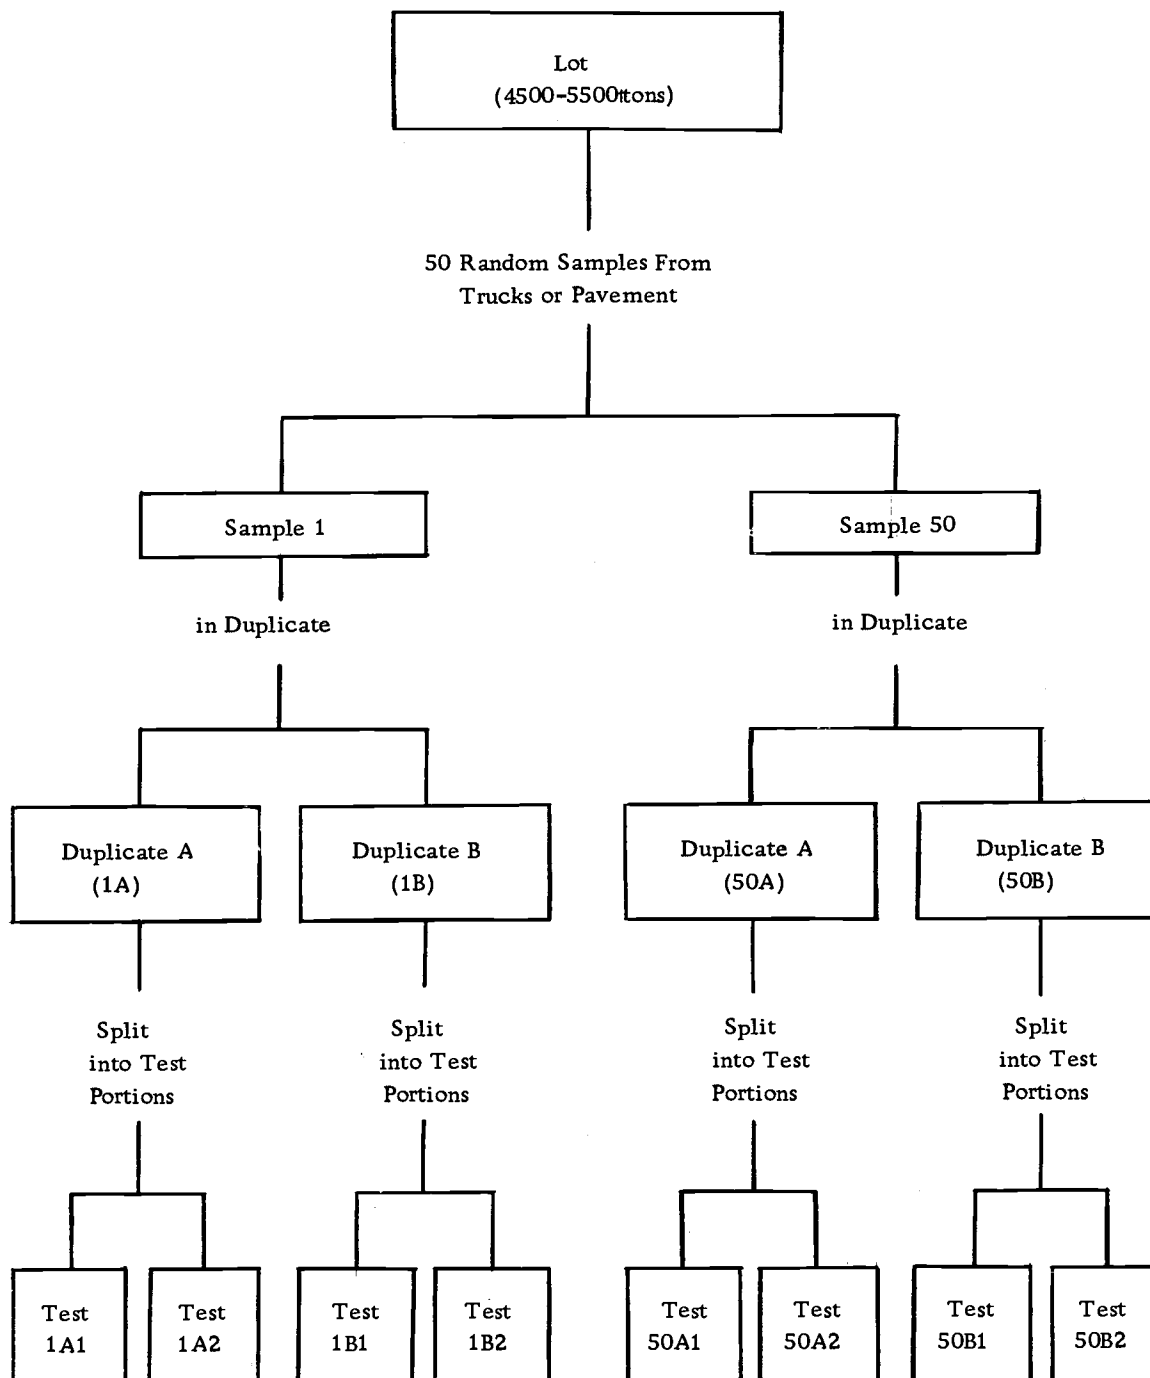 Lot
(4500-5500ttons)
50 Random Samples From
Trucks or Pavement
Sample 1
Sample 50
in Duplicate
in Duplicate
Duplicate A
(1A)
Duplicate B
(1B)
Duplicate A
(50A)
Duplicate B
(50B)
Split
into Test
Portions
Split
into Test
Portions
Split
into Test
Portions
Split
into Test
Portions
Test
1A1
Test
1A2
Test
1B1
Test
1B2
Test
50A1
Test
50A2
Test
50B1
Test
50B2